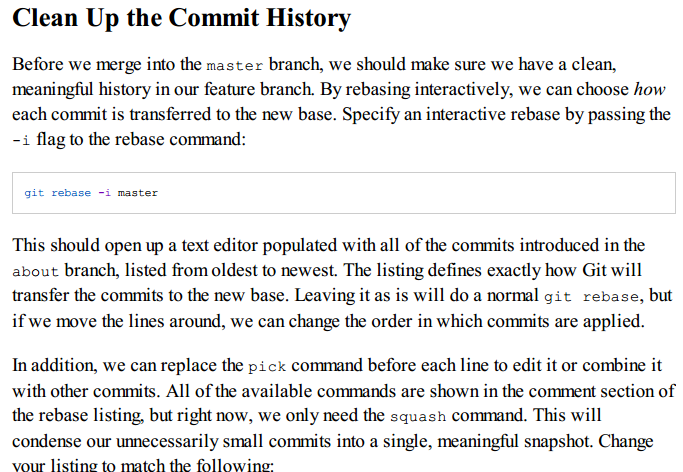 Clean Up the Commit History
Before we merge into the master branch, we should make sure we have a clean,
meaningful history in our feature branch. By rebasing interactively, we can choose how
each commit is transferred to the new base. Specify an interactive rebase by passing the
-i flag to the rebase command:
git rebase -i master
This should open up a text editor populated with all of the commits introduced in the
about branch, listed from oldest to newest. The listing defines exactly how Git will
transfer the commits to the new base. Leaving it as is will do a normal git rebase, but
if we move the lines around, we can change the order in which commits are applied.
In addition, we can replace the pick command before each line to edit it or combine it
with other commits. All of the available commands are shown in the comment section of
the rebase listing, but right now, we only need the squash command. This will
condense our unnecessarily small commits into a single, meaningful snapshot. Change
your listing to match the following: